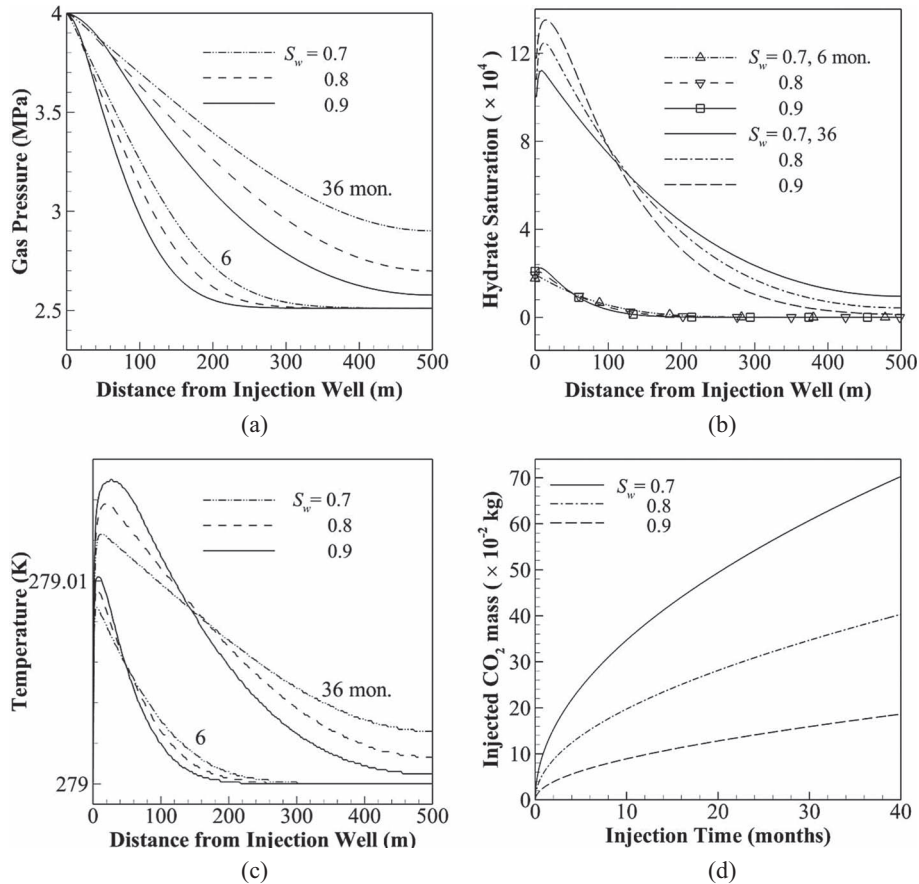 4
3.5
3
2.5
Gas Pressure (MPa)
S_w = 0.7
0.8
0.9
36 mon.
6
0 100 200 300 400 500
Distance from Injection Well (m)
(a)
12
8
4
0
Hydrate Saturation ( × 10⁴)
S_w = 0.7, 6 mon.
0.8
0.9
S_w = 0.7, 36
0.8
0.9
0 100 200 300 400 500
Distance from Injection Well (m)
(b)
279.01
279
Temperature (K)
S_w = 0.7
0.8
0.9
36 mon.
6
0 100 200 300 400 500
Distance from Injection Well (m)
(c)
70
60
50
40
30
20
10
0
Injected CO₂ mass ( × 10⁻² kg)
S_w = 0.7
0.8
0.9
0 10 20 30 40
Injection Time (months)
(d)